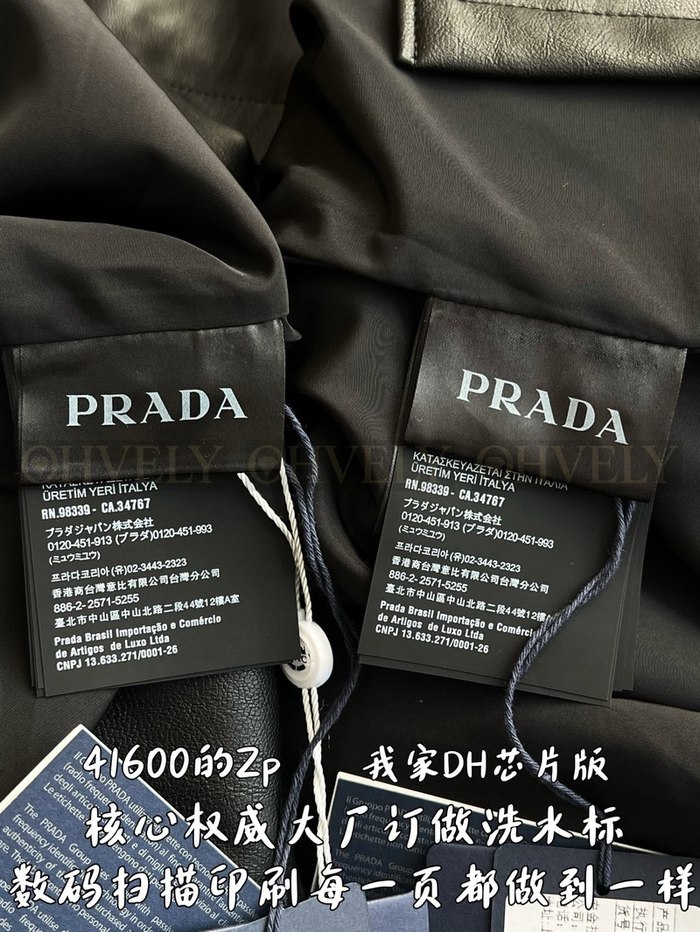 PRADA
PRADA
©HVELY ©HVELY ©HVELY
ΚΑΤΑΣΚΕΥΑΖΕΤΑΙ ΣΤΗΝ ΙΤΑΛΙΑ
ÜRETİM YERİ İTALYA
RN.98339 - CA.34767
プラダジャパン株式会社
0120-451-913 (プラダ)0120-451-993
(ミュウミュウ)
프라다코리아(유)02-3443-2323
香港商台灣意比有限公司台灣分公司
886-2-2571-5255
臺北市中山區中山北路二段44號12樓A室
Prada Brasil Importação e Comércio
de Artigos de Luxo Ltda
CNPJ 13.633.271/0001-26
ÜRETİM YERİ İTALYA
RN.98339 - CA.34767
プラダジャパン株式会社
0120-451-913 (プラダ)0120-451-993
(ミュウミュウ)
프라다코리아(유)02-3443-2323
香港商台灣意比有限公司台灣分公司
886-2-2571-5255
臺北市中山區中山北路二段44號12樓
Prada Brasil Importação e Comércio
de Artigos de Luxo Ltda
CNPJ 13.633.271/0001-26
41600的Zp
我家DH芯片版
核心权威大厂订做洗水标
数码扫描印刷每一页都做到一样